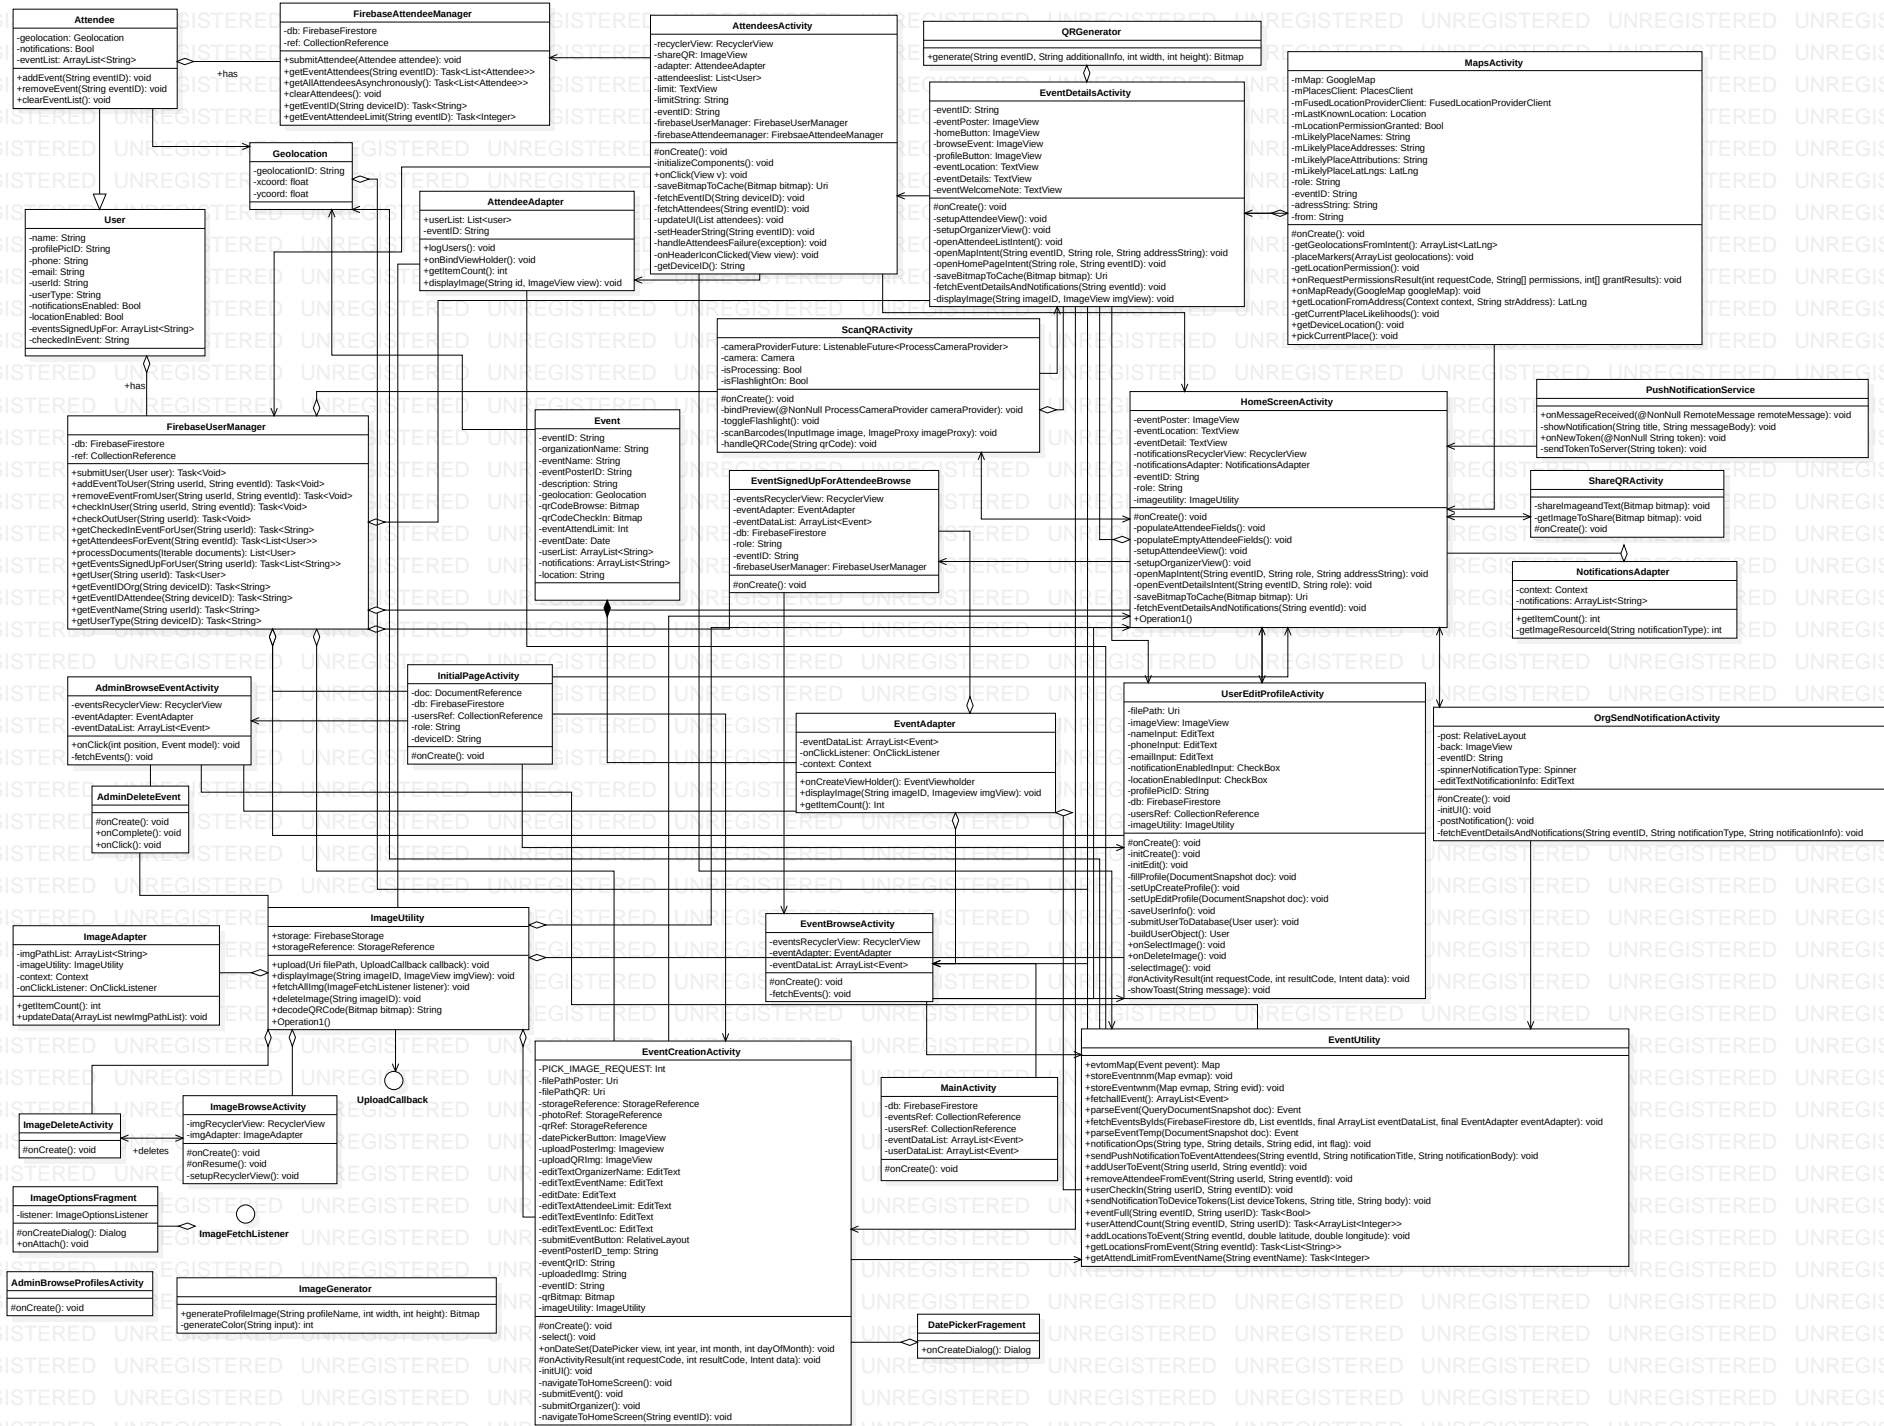 Attendee
-geolocation: Geolocation
-notifications: Bool
-eventList: ArrayList<String>
+addEvent(String eventID): void
+removeEvent(String eventID): void
+clearEventList(): void
+has
FirebaseAttendeeManager
-db: FirebaseFirestore
-ref: CollectionReference
+submitAttendee(Attendee attendee): void
+getEventAttendees(String eventID): Task<List<Attendee>>
+getAllAttendeesAsynchronously(): Task<List<Attendee>>
+clearAttendees(): void
+getEventID(String deviceID): Task<String>
+getEventAttendeeLimit(String eventID): Task<Integer>
AttendeesActivity
-recyclerView: RecyclerView
-shareQR: ImageView
-adapter: AttendeeAdapter
-attendeeslist: List<User>
-limit: TextView
-limitString: String
-eventID: String
-firebaseUserManager: FirebaseUserManager
-firebaseAttendeemanager: FirebsaeAttendeeManager
#onCreate(): void
-initializeComponents(): void
+onClick(View v): void
-saveBitmapToCache(Bitmap bitmap): Uri
-fetchEventID(String deviceID): void
-fetchAttendees(String eventID): void
-updateUI(List attendees): void
-setHeaderString(String eventID): void
-handleAttendeesFailure(exception): void
-onHeaderIconClicked(View view): void
-getDeviceID(): String
QRGenerator
+generate(String eventID, String additionalInfo, int width, int height): Bitmap
EventDetailsActivity
-eventID: String
-eventPoster: ImageView
-homeButton: ImageView
-browseEvent: ImageView
-profileButton: ImageView
-eventLocation: TextView
-eventDetails: TextView
-eventWelcomeNote: TextView
#onCreate(): void
-setupAttendeeView(): void
-setupOrganizerView(): void
-openAttendeeListIntent(): void
-openMapIntent(String eventID, String role, String addressString): void
-openHomePageIntent(String role, String eventID): void
-saveBitmapToCache(Bitmap bitmap): Uri
-fetchEventDetailsAndNotifications(String eventId): void
-displayImage(String imageID, ImageView imgView): void
MapsActivity
-mMap: GoogleMap
-mPlacesClient: PlacesClient
-mFusedLocationProviderClient: FusedLocationProviderClient
-mLastKnownLocation: Location
-mLocationPermissionGranted: Bool
-mLikelyPlaceNames: String
-mLikelyPlaceAddresses: String
-mLikelyPlaceAttributions: String
-mLikelyPlaceLatLngs: LatLng
-role: String
-eventID: String
-adressString: String
-from: String
#onCreate(): void
-getGeolocationsFromIntent(): ArrayList<LatLng>
-placeMarkers(ArrayList geolocations): void
-getLocationPermission(): void
+onRequestPermissionsResult(int requestCode, String[] permissions, int[] grantResults): void
+onMapReady(GoogleMap googleMap): void
+getLocationFromAddress(Context context, String strAddress): LatLng
-getCurrentPlaceLikelihoods(): void
+getDeviceLocation(): void
+pickCurrentPlace(): void
Geolocation
-geolocationID: String
-xcoord: float
-ycoord: float
AttendeeAdapter
+userList: List<user>
-eventID: String
+logUsers(): void
+onBindViewHolder(): void
+getItemCount(): int
+displayImage(String id, ImageView view): void
User
-name: String
-profilePicID: String
-phone: String
-email: String
-userId: String
-userType: String
-notificationsEnabled: Bool
-locationEnabled: Bool
-eventsSignedUpFor: ArrayList<String>
-checkedInEvent: String
+has
ScanQRActivity
-cameraProviderFuture: ListenableFuture<ProcessCameraProvider>
-camera: Camera
-isProcessing: Bool
-isFlashlightOn: Bool
#onCreate(): void
-bindPreview(@NonNull ProcessCameraProvider cameraProvider): void
-toggleFlashlight(): void
-scanBarcodes(InputImage image, ImageProxy imageProxy): void
-handleQRCode(String qrCode): void
FirebaseUserManager
-db: FirebaseFirestore
-ref: CollectionReference
+submitUser(User user): Task<Void>
+addEventToUser(String userId, String eventId): Task<Void>
+removeEventFromUser(String userId, String eventId): Task<Void>
+checkInUser(String userId, String eventId): Task<Void>
+checkOutUser(String userId): Task<Void>
+getCheckedInEventForUser(String userId): Task<String>
+getAttendeesForEvent(String eventId): Task<List<User>>
+processDocuments(Iterable documents): List<User>
+getEventsSignedUpForUser(String userId): Task<List<String>>
+getUser(String userId): Task<User>
+getEventIDOrg(String deviceID): Task<String>
+getEventIDAttendee(String deviceID): Task<String>
+getEventName(String userId): Task<String>
+getUserType(String deviceID): Task<String>
Event
-eventID: String
-organizationName: String
-eventName: String
-eventPosterID: String
-description: String
-geolocation: Geolocation
-qrCodeBrowse: Bitmap
-qrCodeCheckIn: Bitmap
-eventAttendLimit: Int
-eventDate: Date
-userList: ArrayList<String>
-notifications: ArrayList<String>
-location: String
EventSignedUpForAttendeeBrowse
-eventsRecyclerView: RecyclerView
-eventAdapter: EventAdapter
-eventDataList: ArrayList<Event>
-db: FirebaseFirestore
-role: String
-eventID: String
-firebaseUserManager: FirebaseUserManager
#onCreate(): void
HomeScreenActivity
-eventPoster: ImageView
-eventLocation: TextView
-eventDetail: TextView
-notificationsRecyclerView: RecyclerView
-notificationsAdapter: NotificationsAdapter
-eventID: String
-role: String
-imageutility: ImageUtility
#onCreate(): void
-populateAttendeeFields(): void
-populateEmptyAttendeeFields(): void
-setupAttendeeView(): void
-setupOrganizerView(): void
-openMapIntent(String eventID, String role, String addressString): void
-openEventDetailsIntent(String eventID, String role): void
-saveBitmapToCache(Bitmap bitmap): Uri
-fetchEventDetailsAndNotifications(String eventId): void
+Operation1()
PushNotificationService
+onMessageReceived(@NonNull RemoteMessage remoteMessage): void
-showNotification(String title, String messageBody): void
+onNewToken(@NonNull String token): void
-sendTokenToServer(String token): void
ShareQRActivity
-shareImageandText(Bitmap bitmap): void
-getImageToShare(Bitmap bitmap): void
#onCreate(): void
NotificationsAdapter
-context: Context
-notifications: ArrayList<String>
+getItemCount(): int
-getImageResourceId(String notificationType): int
AdminBrowseEventActivity
-eventsRecyclerView: RecyclerView
-eventAdapter: EventAdapter
-eventDataList: ArrayList<Event>
+onClick(int position, Event model): void
-fetchEvents(): void
InitialPageActivity
-doc: DocumentReference
-db: FirebaseFirestore
-usersRef: CollectionReference
-role: String
-deviceID: String
#onCreate(): void
EventAdapter
-eventDataList: ArrayList<Event>
-onClickListener: OnClickListener
-context: Context
+onCreateViewHolder(): EventViewholder
+displayImage(String imageID, Imageview imgView): void
+getItemCount(): Int
UserEditProfileActivity
-filePath: Uri
-imageView: ImageView
-nameInput: EditText
-phoneInput: EditText
-emailInput: EditText
-notificationEnabledInput: CheckBox
-locationEnabledInput: CheckBox
-profilePicID: String
-db: FirebaseFirestore
-usersRef: CollectionReference
-imageUtility: ImageUtility
#onCreate(): void
-initCreate(): void
-initEdit(): void
-fillProfile(DocumentSnapshot doc): void
-setUpCreateProfile(): void
-setUpEditProfile(DocumentSnapshot doc): void
-saveUserInfo(): void
-submitUserToDatabase(User user): void
-buildUserObject(): User
+onSelectImage(): void
+onDeleteImage(): void
-selectImage(): void
#onActivityResult(int requestCode, int resultCode, Intent data): void
-showToast(String message): void
OrgSendNotificationActivity
-post: RelativeLayout
-back: ImageView
-eventID: String
-spinnerNotificationType: Spinner
-editTextNotificationInfo: EditText
#onCreate(): void
-initUI(): void
-postNotification(): void
-fetchEventDetailsAndNotifications(String eventID, String notificationType, String notificationInfo): void
AdminDeleteEvent
#onCreate(): void
+onComplete(): void
+onClick(): void
ImageUtility
+storage: FirebaseStorage
+storageReference: StorageReference
+upload(Uri filePath, UploadCallback callback): void
+displayImage(String imageID, ImageView imgView): void
+fetchAllImg(ImageFetchListener listener): void
+deleteImage(String imageID): void
+decodeQRCode(Bitmap bitmap): String
+Operation1()
ImageAdapter
-imgPathList: ArrayList<String>
-imageUtility: ImageUtility
-context: Context
-onClickListener: OnClickListener
+getItemCount(): int
+updateData(ArrayList newImgPathList): void
EventBrowseActivity
-eventsRecyclerView: RecyclerView
-eventAdapter: EventAdapter
-eventDataList: ArrayList<Event>
#onCreate(): void
-fetchEvents(): void
UploadCallback
ImageDeleteActivity
#onCreate(): void
+deletes
ImageBrowseActivity
-imgRecyclerView: RecyclerView
-imgAdapter: ImageAdapter
#onCreate(): void
#onResume(): void
-setupRecyclerView(): void
EventCreationActivity
-PICK_IMAGE_REQUEST: Int
-filePathPoster: Uri
-filePathQR: Uri
-storageReference: StorageReference
-photoRef: StorageReference
-qrRef: StorageReference
-datePickerButton: ImageView
-uploadPosterImg: Imageview
-uploadQRImg: ImageView
-editTextOrganizerName: EditText
-editTextEventName: EditText
-editDate: EditText
-editTextAttendeeLimit: EditText
-editTextEventInfo: EditText
-editTextEventLoc: EditText
-submitEventButton: RelativeLayout
-eventPosterID_temp: String
-eventQrID: String
-uploadedImg: String
-eventID: String
-qrBitmap: Bitmap
-imageUtility: ImageUtility
#onCreate(): void
-select(): void
+onDateSet(DatePicker view, int year, int month, int dayOfMonth): void
#onActivityResult(int requestCode, int resultCode, Intent data): void
-initUI(): void
-navigateToHomeScreen(): void
-submitEvent(): void
-submitOrganizer(): void
-navigateToHomeScreen(String eventID): void
MainActivity
-db: FirebaseFirestore
-eventsRef: CollectionReference
-usersRef: CollectionReference
-eventDataList: ArrayList<Event>
-userDataList: ArrayList<Event>
#onCreate(): void
EventUtility
+evtomMap(Event pevent): Map
+storeEventnnm(Map evmap): void
+storeEventwnm(Map evmap, String evid): void
+fetchallEvent(): ArrayList<Event>
+parseEvent(QueryDocumentSnapshot doc): Event
+fetchEventsByIds(FirebaseFirestore db, List eventIds, final ArrayList eventDataList, final EventAdapter eventAdapter): void
+parseEventTemp(DocumentSnapshot doc): Event
+notificationOps(String type, String details, String edid, int flag): void
+sendPushNotificationToEventAttendees(String eventId, String notificationTitle, String notificationBody): void
+addUserToEvent(String userId, String eventId): void
+removeAttendeeFromEvent(String userId, String eventId): void
+userCheckIn(String userID, String eventID): void
+sendNotificationToDeviceTokens(List deviceTokens, String title, String body): void
+eventFull(String eventID, String userID): Task<Bool>
+userAttendCount(String eventID, String userID): Task<ArrayList<Integer>>
+addLocationsToEvent(String eventId, double latitude, double longitude): void
+getLocationsFromEvent(String eventId): Task<List<String>>
+getAttendLimitFromEventName(String eventName): Task<Integer>
ImageOptionsFragment
-listener: ImageOptionsListener
#onCreateDialog(): Dialog
+onAttach(): void
ImageFetchListener
AdminBrowseProfilesActivity
#onCreate(): void
ImageGenerator
+generateProfileImage(String profileName, int width, int height): Bitmap
-generateColor(String input): int
DatePickerFragement
+onCreateDialog(): Dialog